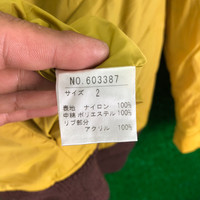 NO.603387
サイズ 2
表地 ナイロン 100%
中綿 ポリエステル 100%
リブ部分
アクリル 100%